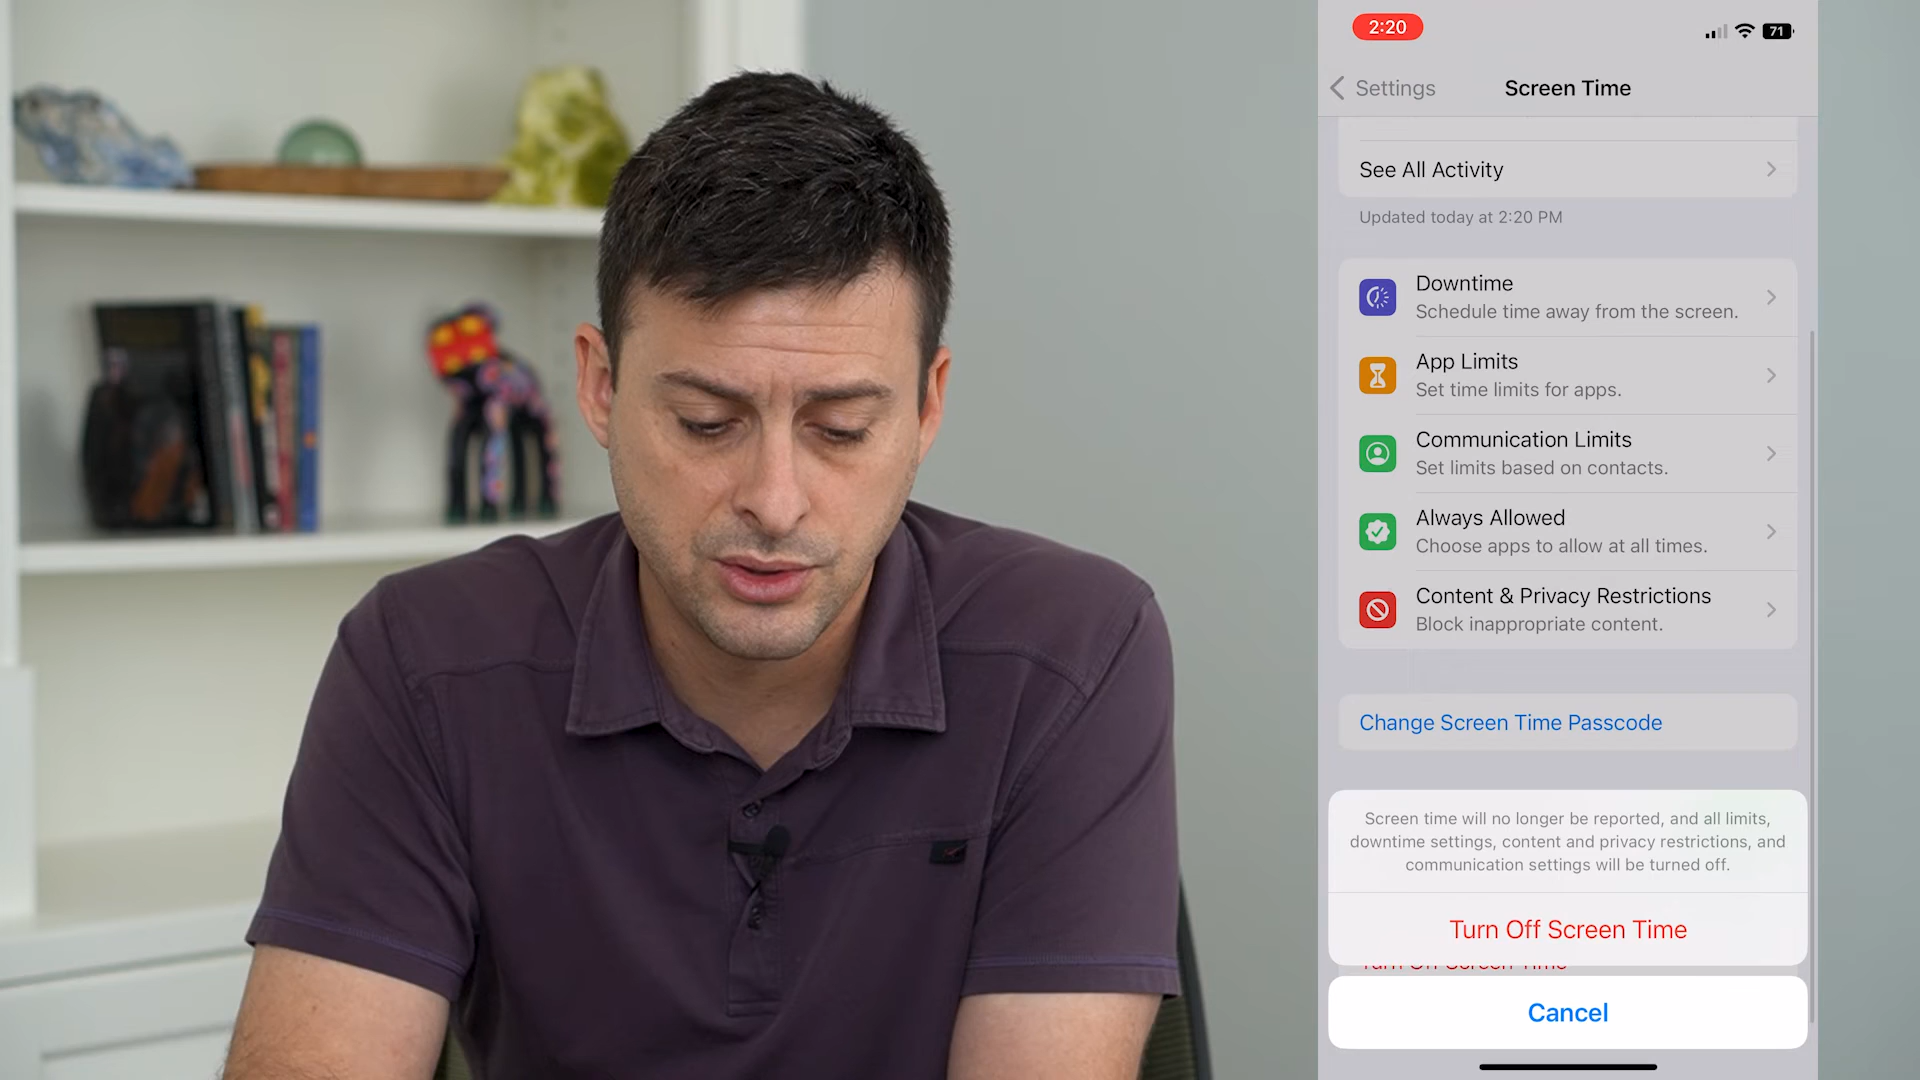 2:20
71
Settings
Screen Time
See All Activity
Updated today at 2:20 PM
Downtime
Schedule time away from the screen.
App Limits
Set time limits for apps.
Communication Limits
Set limits based on contacts.
Always Allowed
Choose apps to allow at all times.
Content & Privacy Restrictions
Block inappropriate content.
Change Screen Time Passcode
Screen time will no longer be reported, and all limits,
downtime settings, content and privacy restrictions, and
communication settings will be turned off.
Turn Off Screen Time
Turn Off Screen Time
Cancel